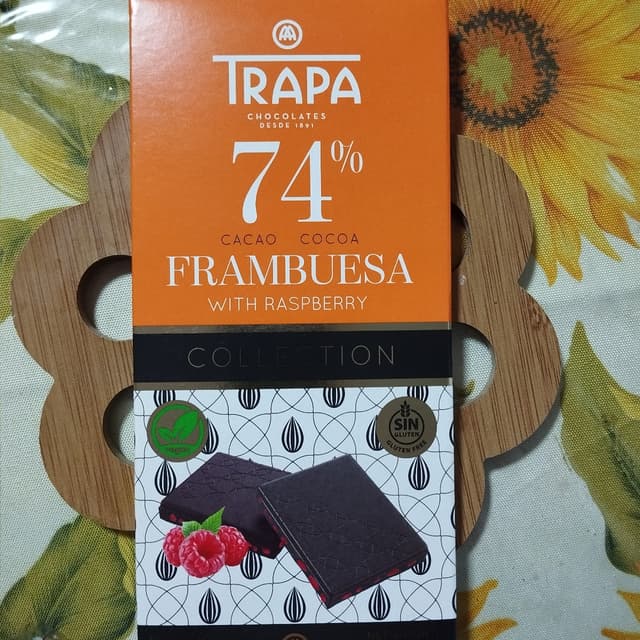 TRAPA
CHOCOLATES
DESDE 1891
74%
CACAO COCOA
FRAMBUESA
WITH RASPBERRY
COLLECTION
SIN
GLUTEN
GLUTEN FREE